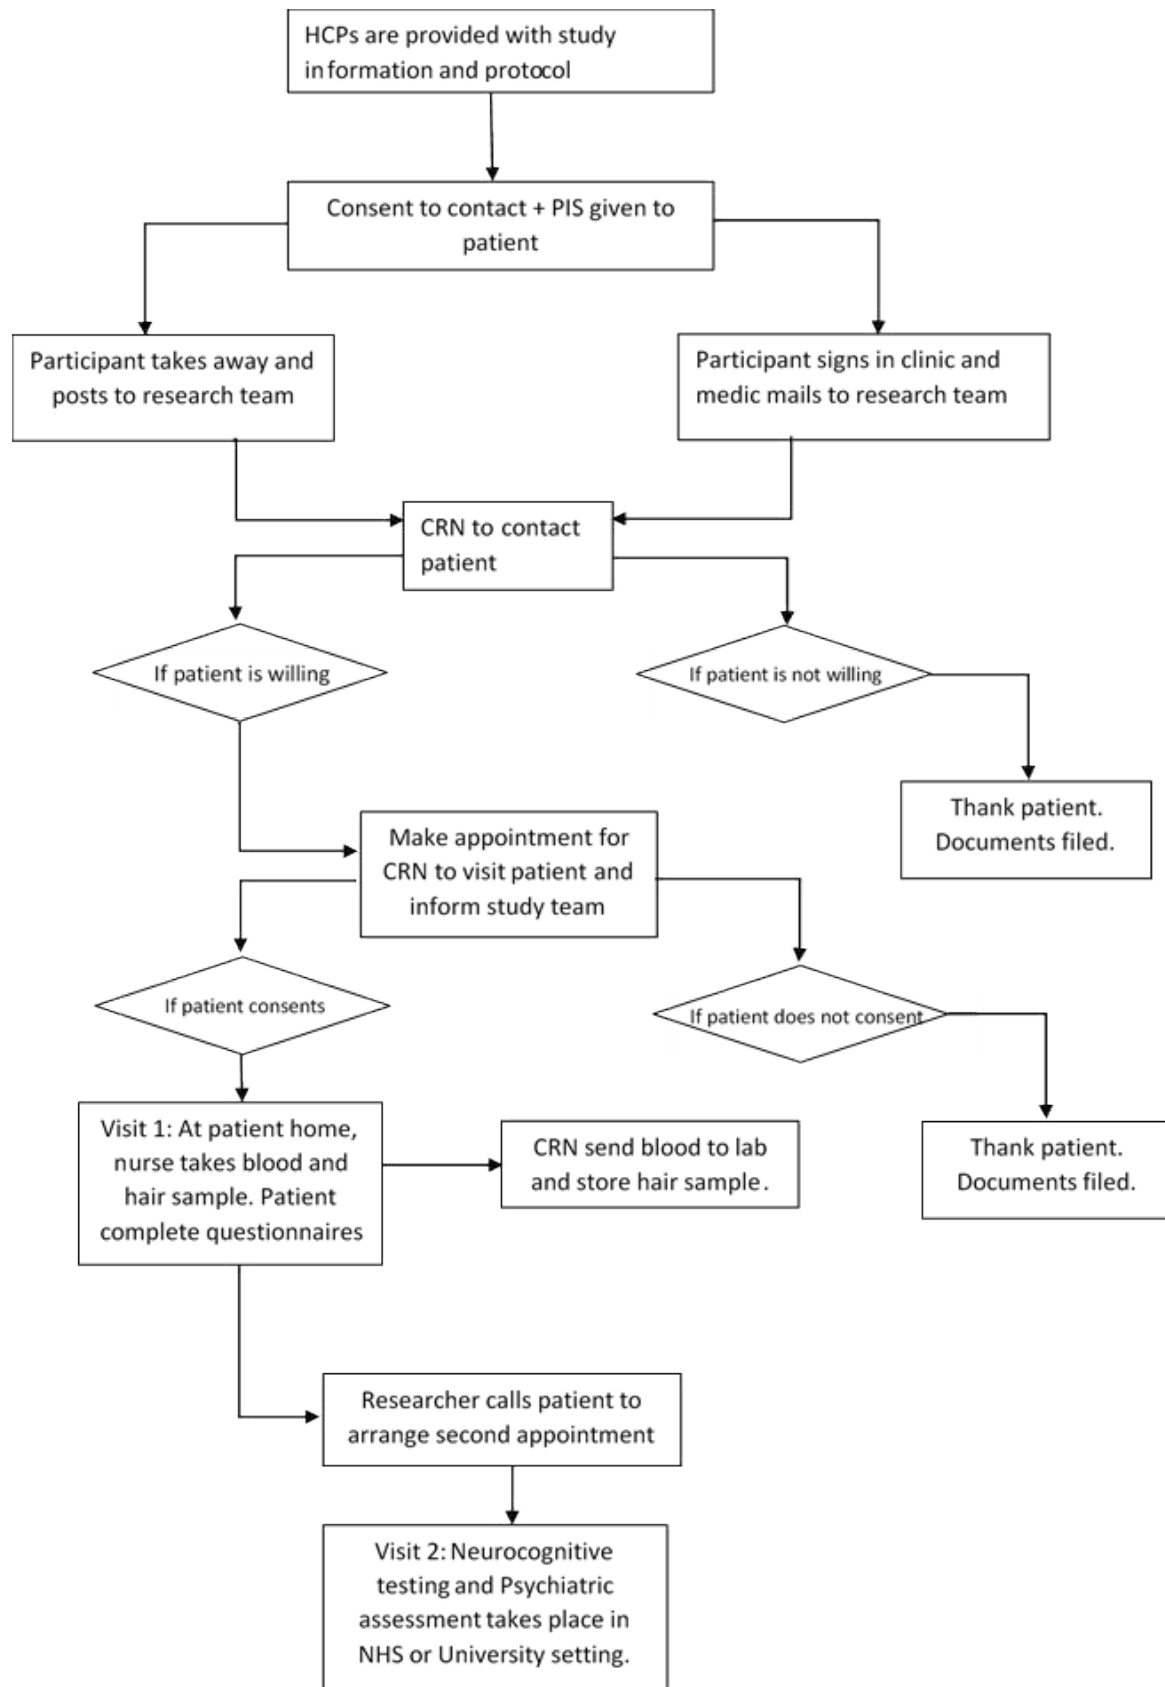 HCPs are provided with study
information and protocol
Consent to contact + PIS given to
patient
Participant takes away and
posts to research team
Participant signs in clinic and
medic mails to research team
CRN to contact
patient
If patient is willing
If patient is not willing
Thank patient.
Documents filed.
Make appointment for
CRN to visit patient and
inform study team
If patient consents
If patient does not consent
Visit 1: At patient home,
nurse takes blood and
hair sample. Patient
complete questionnaires
CRN send blood to lab
and store hair sample.
Thank patient.
Documents filed.
Researcher calls patient to
arrange second appointment
Visit 2: Neurocognitive
testing and Psychiatric
assessment takes place in
NHS or University setting.